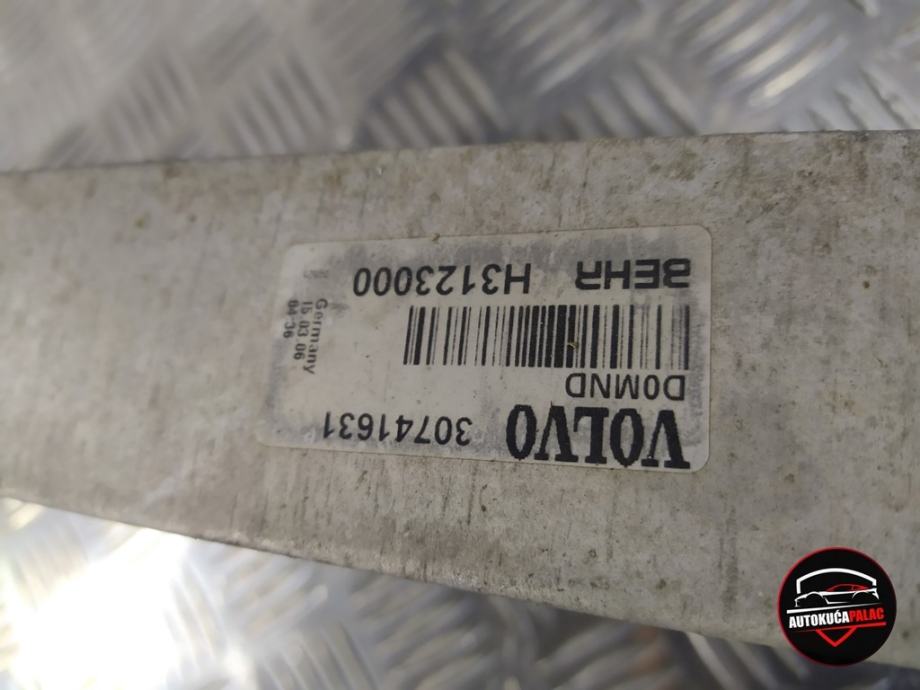 VOLVO 30741631
D0MND
BEHR H3123000
Germany
15.03.06
04:36
AUTOKUĆAPALAC